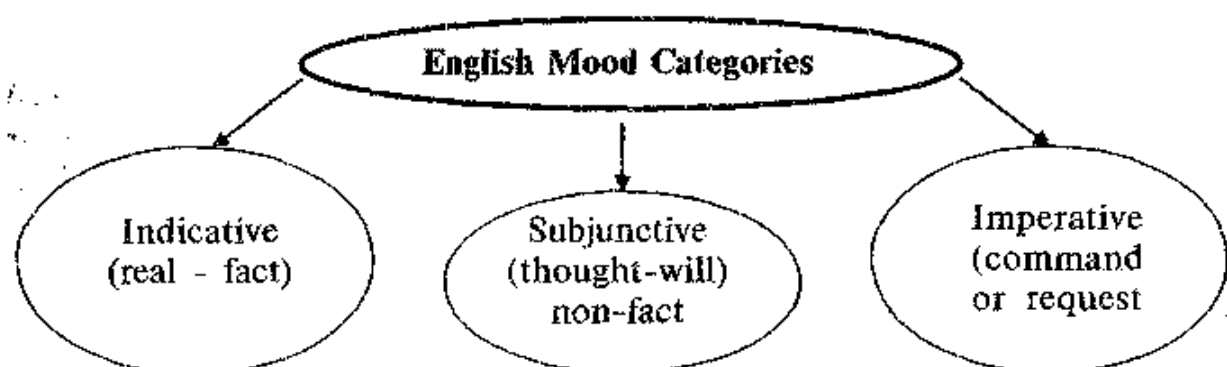 English Mood Categories
Indicative
(real - fact)
Subjunctive
(thought-will)
non-fact
Imperative
(command
or request